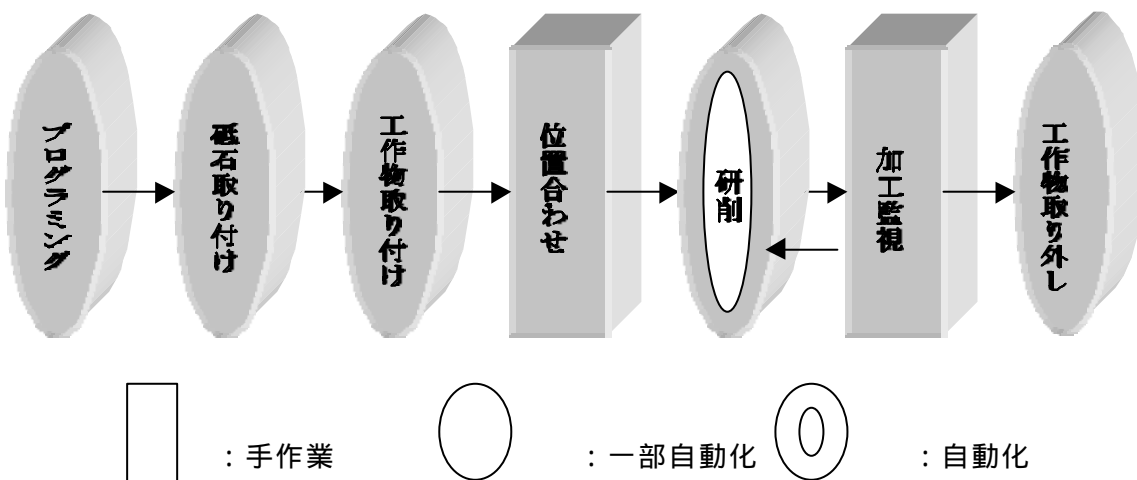 プログラミング
砥石取り付け
工作物取り付け
位置合わせ
研削
加工監視
工作物取り外し
：手作業
：一部自動化
：自動化